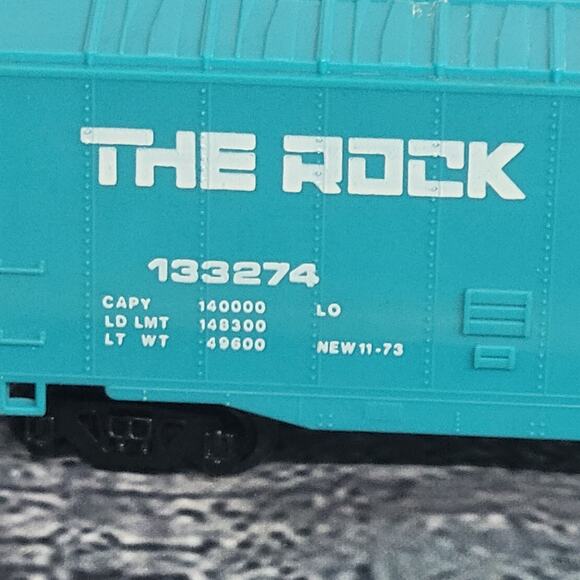 THE ROCK
133274
CAPY 140000 LO
LD LMT 148300
LT WT 49600 NEW 11-73